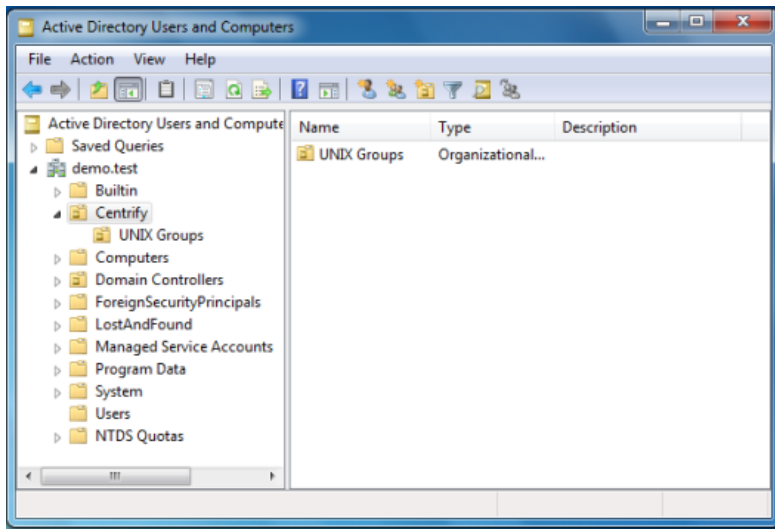 Active Directory Users and Computers
File Action View Help
Active Directory Users and Compute
Saved Queries
demo.test
Builtin
Centrify
UNIX Groups
Computers
Domain Controllers
ForeignSecurityPrincipals
LostAndFound
Managed Service Accounts
Program Data
System
Users
NTDS Quotas
Name Type Description
UNIX Groups Organizational...